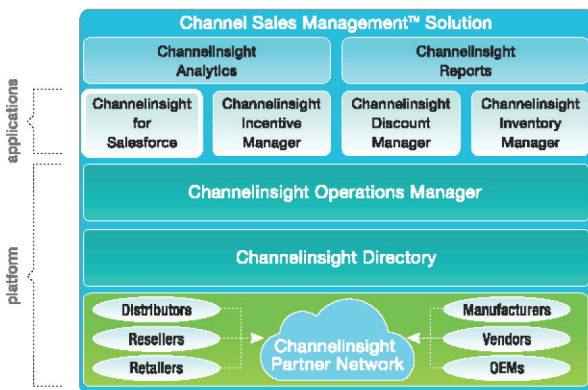 Channel Sales Management™ Solution
Channelinsight
Analytics
Channelinsight
Reports
applications
Channelinsight
for
Salesforce
Channelinsight
Incentive
Manager
Channelinsight
Discount
Manager
Channelinsight
Inventory
Manager
platform
Channelinsight Operations Manager
Channelinsight Directory
Distributors
Resellers
Retailers
Channelinsight
Partner Network
Manufacturers
Vendors
OEMs